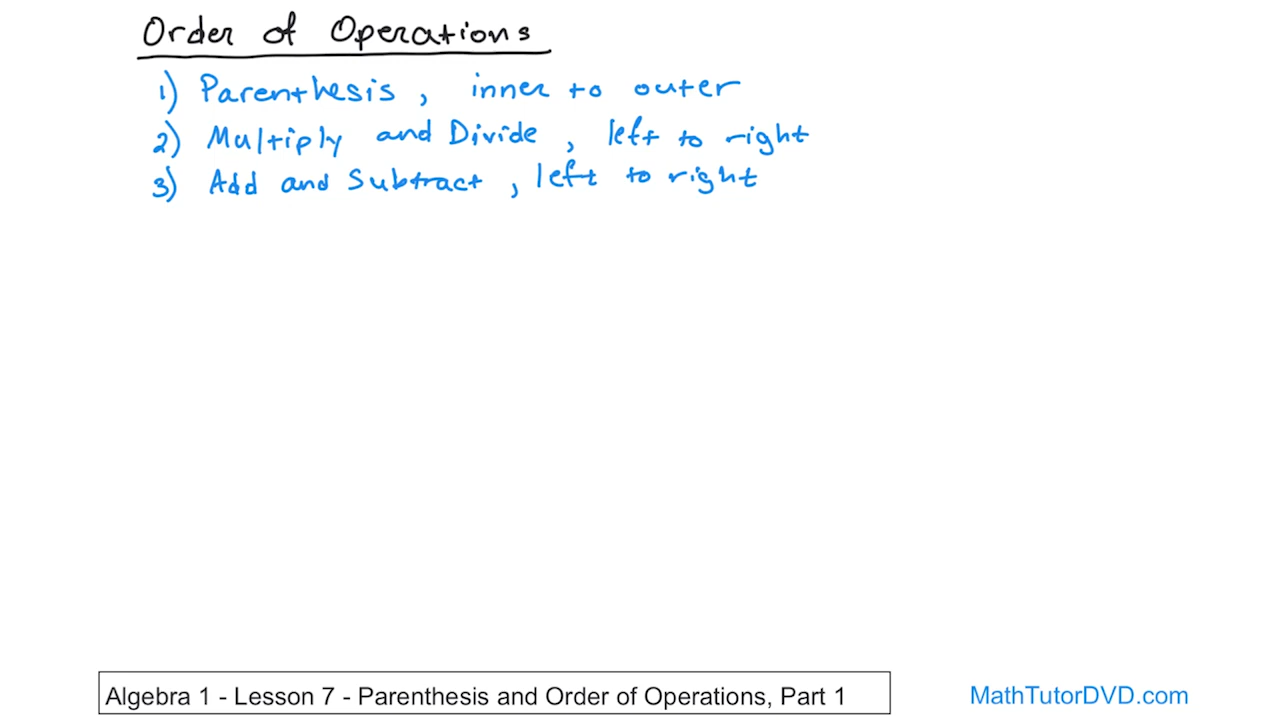 Order of Operations
1) Parenthesis, inner to outer
2) Multiply and Divide, left to right
3) Add and Subtract, left to right
Algebra 1 - Lesson 7 - Parenthesis and Order of Operations, Part 1
MathTutorDVD.com